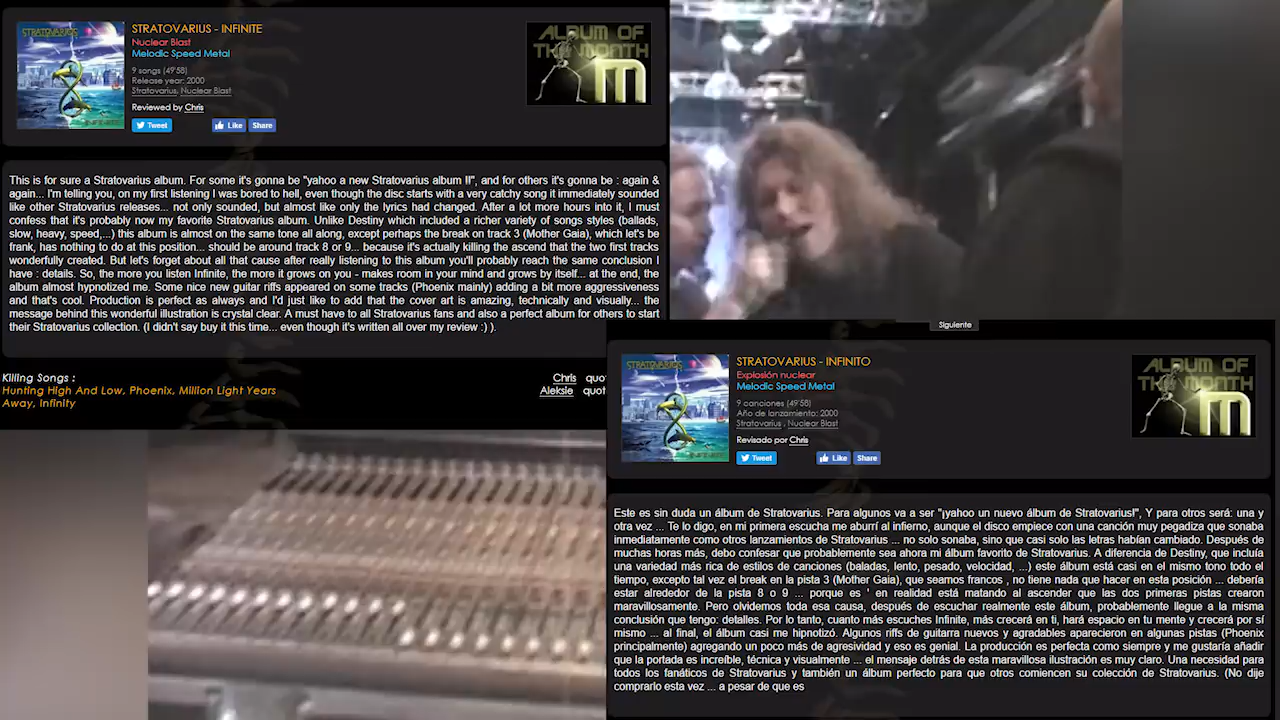 STRATOVARIUS - INFINITE
Nuclear Blast
Melodic Speed Metal
9 songs (49'58)
Release year: 2000
Stratovarius, Nuclear Blast
Reviewed by Chris
Tweet
Like
Share
STRATOVARIUS
INFINITE
ALBUM OF
THE MONTH
M
This is for sure a Stratovarius album. For some it's gonna be "yahoo a new Stratovarius album !!", and for others it's gonna be : again &
again... I'm telling you, on my first listening I was bored to hell, even though the disc starts with a very catchy song it immediately sounded
like other Stratovarius releases... not only sounded, but almost like only the lyrics had changed. After a lot more hours into it, I must
confess that it's probably now my favorite Stratovarius album. Unlike Destiny which included a richer variety of songs styles (ballads,
slow, heavy, speed,...) this album is almost on the same tone all along, except perhaps the break on track 3 (Mother Gaia), which let's be
frank, has nothing to do at this position... should be around track 8 or 9... because it's actually killing the ascend that the two first tracks
wonderfully created. But let's forget about all that cause after really listening to this album you'll probably reach the same conclusion I
have : details. So, the more you listen Infinite, the more it grows on you - makes room in your mind and grows by itself... at the end, the
album almost hypnotized me. Some nice new guitar riffs appeared on some tracks (Phoenix mainly) adding a bit more aggressiveness
and that's cool. Production is perfect as always and I'd just like to add that the cover art is amazing, technically and visually... the
message behind this wonderful illustration is crystal clear. A must have to all Stratovarius fans and also a perfect album for others to start
their Stratovarius collection. (I didn't say buy it this time... even though it's written all over my review :) ).
Killing Songs :
Hunting High And Low, Phoenix, Million Light Years
Away, Infinity
Chris quo
Aleksie quot
Siguiente
STRATOVARIUS - INFINITO
Explosión nuclear
Melodic Speed Metal
9 canciones (49'58)
Año de lanzamiento: 2000
Stratovarius , Nuclear Blast
Revisado por Chris
Tweet
Like
Share
STRATOVARIUS
INFINITE
ALBUM OF
THE MONTH
M
Este es sin duda un álbum de Stratovarius. Para algunos va a ser "¡yahoo un nuevo álbum de Stratovarius!", Y para otros será: una y
otra vez ... Te lo digo, en mi primera escucha me aburrí al infierno, aunque el disco empiece con una canción muy pegadiza que sonaba
inmediatamente como otros lanzamientos de Stratovarius ... no solo sonaba, sino que casi solo las letras habían cambiado. Después de
muchas horas más, debo confesar que probablemente sea ahora mi álbum favorito de Stratovarius. A diferencia de Destiny, que incluía
una variedad más rica de estilos de canciones (baladas, lento, pesado, velocidad, ...) este álbum está casi en el mismo tono todo el
tiempo, excepto tal vez el break en la pista 3 (Mother Gaia), que seamos francos , no tiene nada que hacer en esta posición ... debería
estar alrededor de la pista 8 o 9 ... porque es ' en realidad está matando al ascender que las dos primeras pistas crearon
maravillosamente. Pero olvidemos toda esa causa, después de escuchar realmente este álbum, probablemente llegue a la misma
conclusión que tengo: detalles. Por lo tanto, cuanto más escuches Infinite, más crecerá en ti, hará espacio en tu mente y crecerá por sí
mismo ... al final, el álbum casi me hipnotizó. Algunos riffs de guitarra nuevos y agradables aparecieron en algunas pistas (Phoenix
principalmente) agregando un poco más de agresividad y eso es genial. La producción es perfecta como siempre y me gustaría añadir
que la portada es increíble, técnica y visualmente ... el mensaje detrás de esta maravillosa ilustración es muy claro. Una necesidad para
todos los fanáticos de Stratovarius y también un álbum perfecto para que otros comiencen su colección de Stratovarius. (No dije
comprarlo esta vez ... a pesar de que es